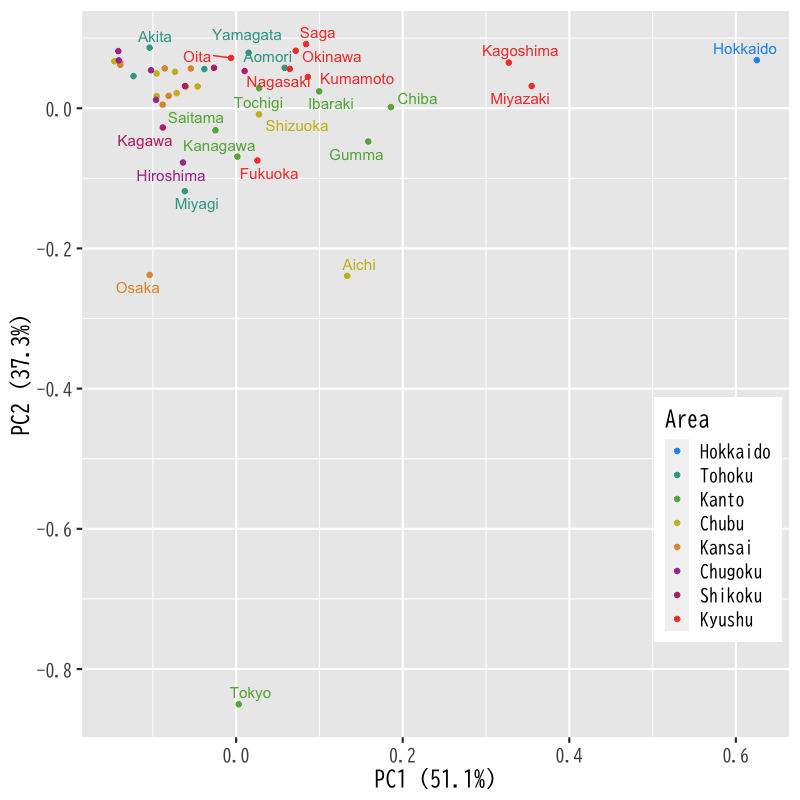 Akita
Yamagata
Saga
Oita
Aomori
Okinawa
Kagoshima
Hokkaido
Nagasaki
Kumamoto
Miyazaki
Tochigi
Ibaraki
Chiba
Saitama
Shizuoka
Kagawa
Kanagawa
Gumma
Hiroshima
Fukuoka
Miyagi
Aichi
Osaka
Tokyo
0.0
−0.2
−0.4
−0.6
−0.8
PC2 (37.3%)
0.0 0.2 0.4 0.6
PC1 (51.1%)
Area
Hokkaido
Tohoku
Kanto
Chubu
Kansai
Chugoku
Shikoku
Kyushu